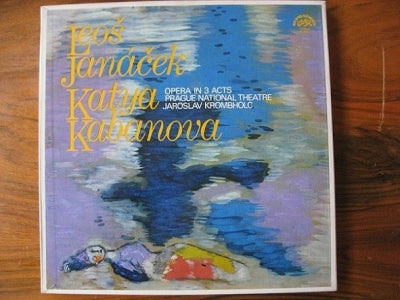 Leoš
Janáček
Katya
Kabanova
OPERA IN 3 ACTS
PRAGUE NATIONAL THEATRE
JAROSLAV KROMBHOLC